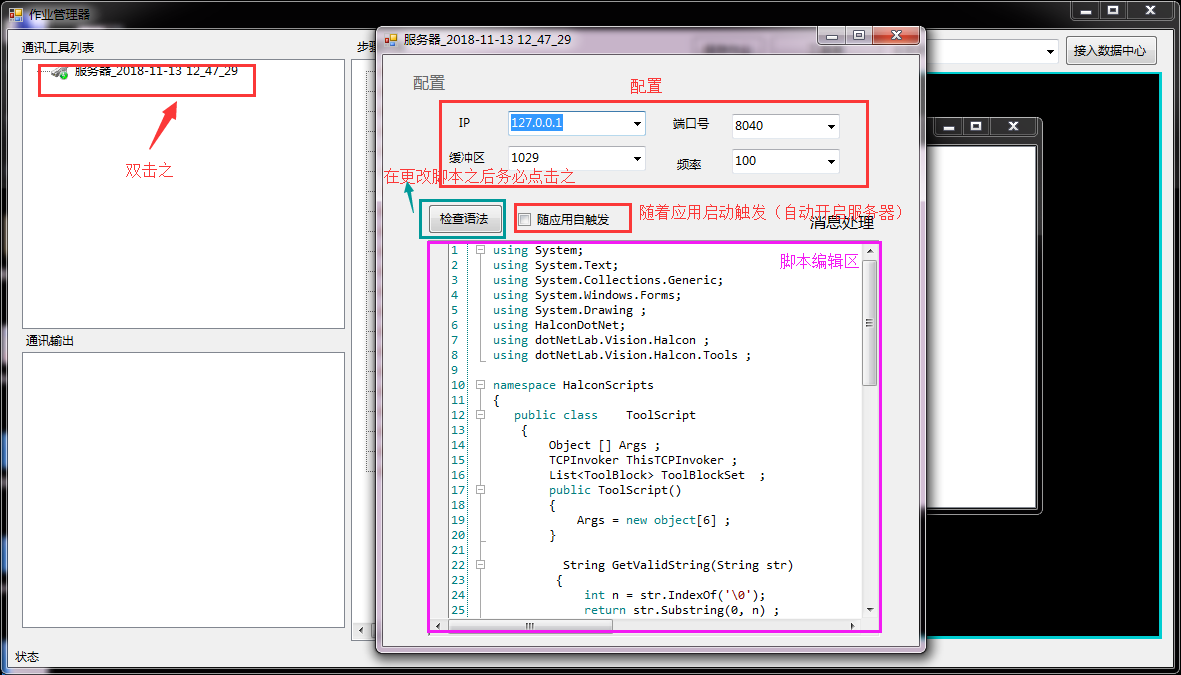 作业管理器
通讯工具列表
服务器_2018-11-13 12_47_29
双击之
通讯输出
状态
接入数据中心
服务器_2018-11-13 12_47_29
配置
配置
IP
127.0.0.1
端口号
8040
缓冲区
1029
频率
100
在更改脚本之后务必点击之
检查语法
随应用自触发
随着应用启动触发（自动开启服务器）
消息处理
脚本编辑区
1 using System;
2 using System.Text;
3 using System.Collections.Generic;
4 using System.Windows.Forms;
5 using System.Drawing ;
6 using HalconDotNet;
7 using dotNetLab.Vision.Halcon ;
8 using dotNetLab.Vision.Halcon.Tools ;
9
10 namespace HalconScripts
11 {
12 public class ToolScript
13 {
14 Object [] Args ;
15 TCPInvoker ThisTCPInvoker ;
16 List<ToolBlock> ToolBlockSet ;
17 public ToolScript()
18 {
19 Args = new object[6] ;
20 }
21
22 String GetValidString(String str)
23 {
24 int n = str.IndexOf('\0');
25 return str.Substring(0, n) ;